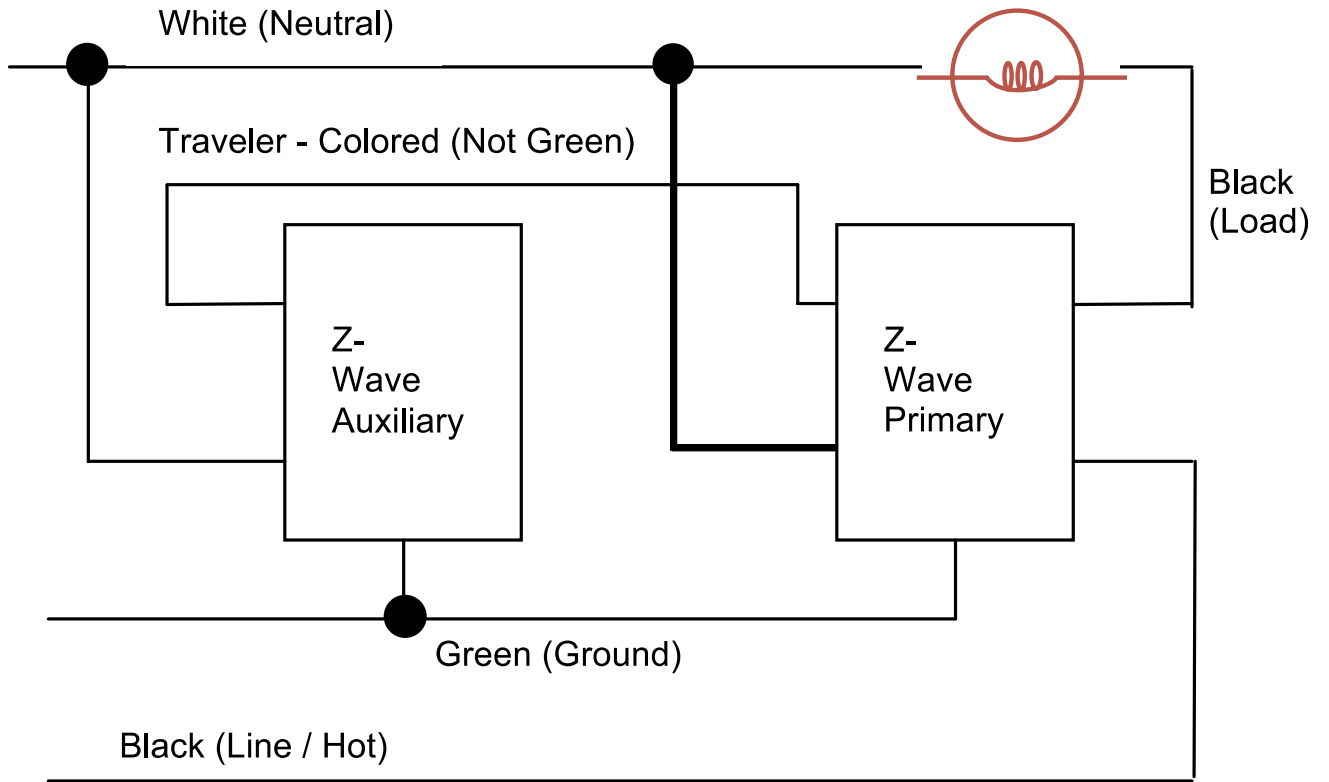 White (Neutral)
Traveler - Colored (Not Green)
Black
(Load)
Z-
Wave
Auxiliary
Z-
Wave
Primary
Green (Ground)
Black (Line / Hot)